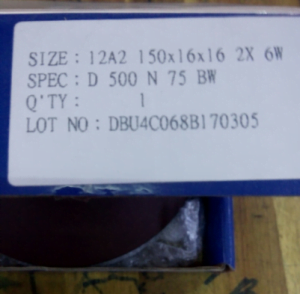 SIZE : 12A2 150x16x16 2X 6W
SPEC : D 500 N 75 BW
Q'TY : 1
LOT NO : DBU4C068B170305